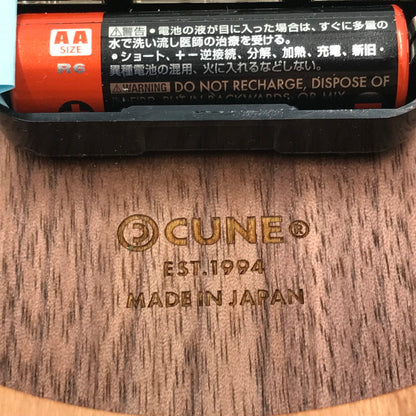 AA
SIZE
R6
⚠警告・電池の液が目に入った場合は、すぐに多量の
水で洗い流し医師の治療を受ける。
・ショート、+-逆接続、分解、加熱、充電、新旧・
異種電池の混用、火に入れるなどしない。
⚠WARNING DO NOT RECHARGE, DISPOSE OF
CUNE®
EST.1994
MADE IN JAPAN